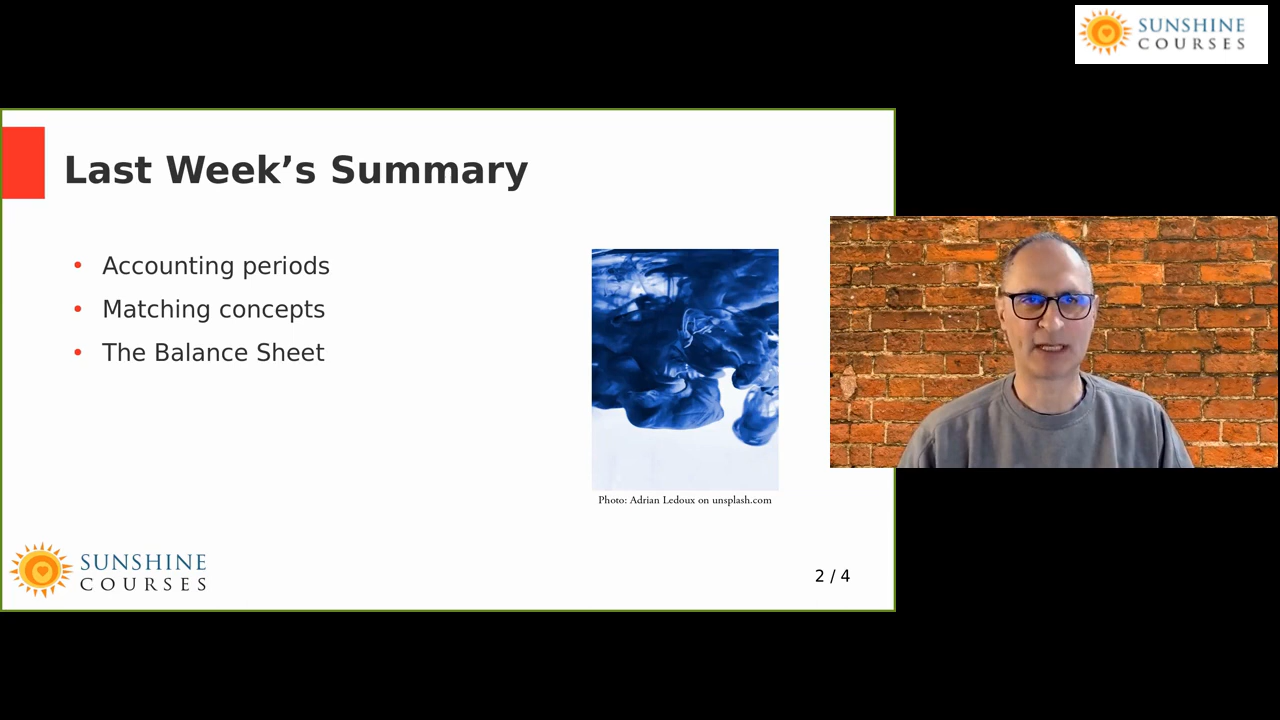 SUNSHINE
COURSES
Last Week’s Summary
• Accounting periods
• Matching concepts
• The Balance Sheet
Photo: Adrian Ledoux on unsplash.com
SUNSHINE
COURSES
2 / 4